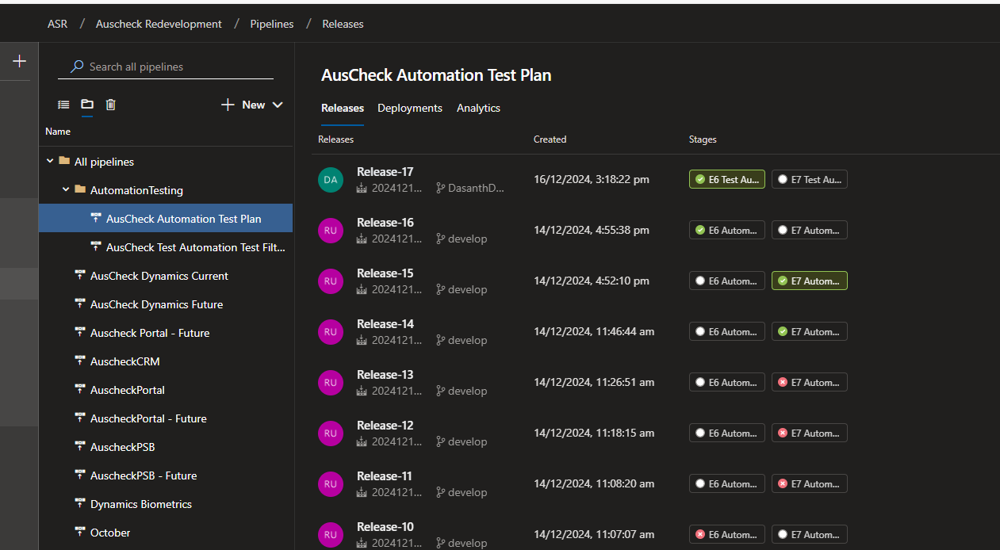 ASR / Auscheck Redevelopment / Pipelines / Releases
Search all pipelines
New
Name
All pipelines
AutomationTesting
AusCheck Automation Test Plan
AusCheck Test Automation Test Filt...
AusCheck Dynamics Current
AusCheck Dynamics Future
Auscheck Portal - Future
AuscheckCRM
AuscheckPortal
AuscheckPortal - Future
AuscheckPSB
AuscheckPSB - Future
Dynamics Biometrics
October
AusCheck Automation Test Plan
Releases Deployments Analytics
Releases Created Stages
DA Release-17 16/12/2024, 3:18:22 pm E6 Test Au... E7 Test Au...
2024121... DasanthD...
RU Release-16 14/12/2024, 4:55:38 pm E6 Autom... E7 Autom...
2024121... develop
RU Release-15 14/12/2024, 4:52:10 pm E6 Autom... E7 Autom...
2024121... develop
RU Release-14 14/12/2024, 11:46:44 am E6 Autom... E7 Autom...
2024121... develop
RU Release-13 14/12/2024, 11:26:51 am E6 Autom... E7 Autom...
2024121... develop
RU Release-12 14/12/2024, 11:18:15 am E6 Autom... E7 Autom...
2024121... develop
RU Release-11 14/12/2024, 11:08:20 am E6 Autom... E7 Autom...
2024121... develop
RU Release-10 14/12/2024, 11:07:07 am E6 Autom... E7 Autom...
2024121... develop